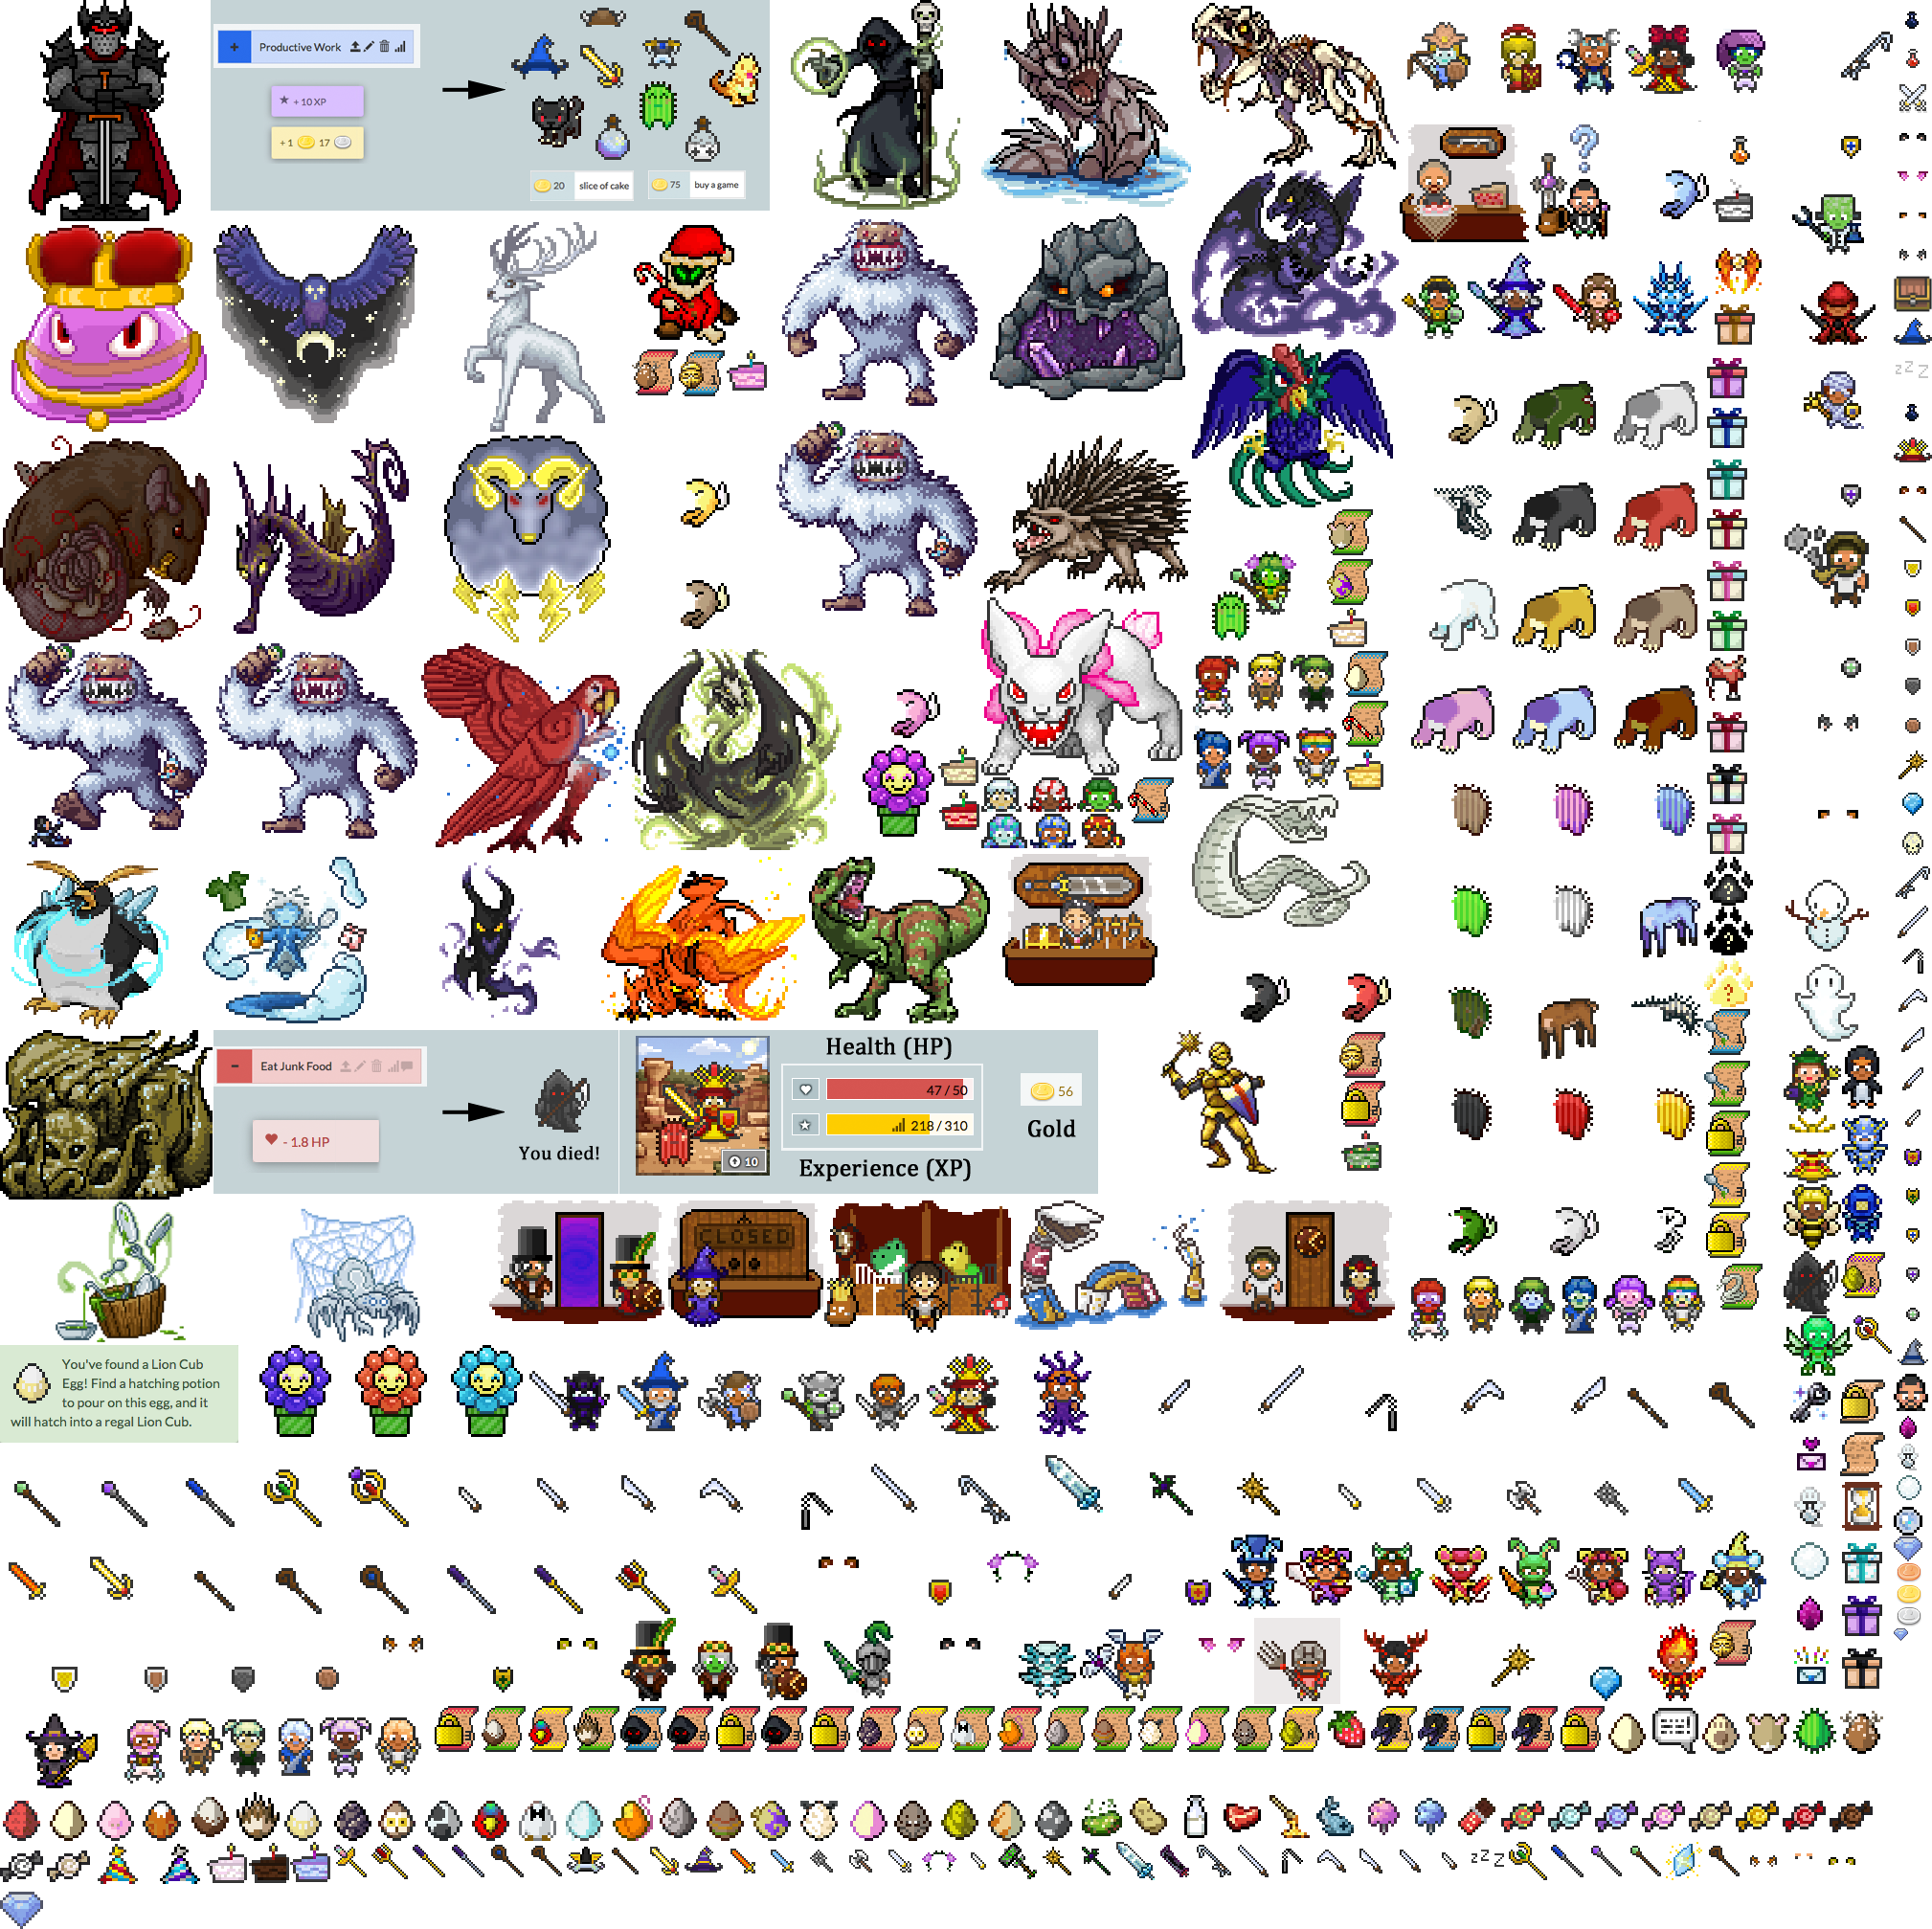 Productive Work
+ 10 XP
+ 1 17
20 slice of cake
75 buy a game
?
ZZZ
Eat Junk Food
- 1.8 HP
You died!
Health (HP)
47 / 50
218 / 310
10
Experience (XP)
56
Gold
CLOSED
You've found a Lion Cub
Egg! Find a hatching potion
to pour on this egg, and it
will hatch into a regal Lion Cub.
ZZZ